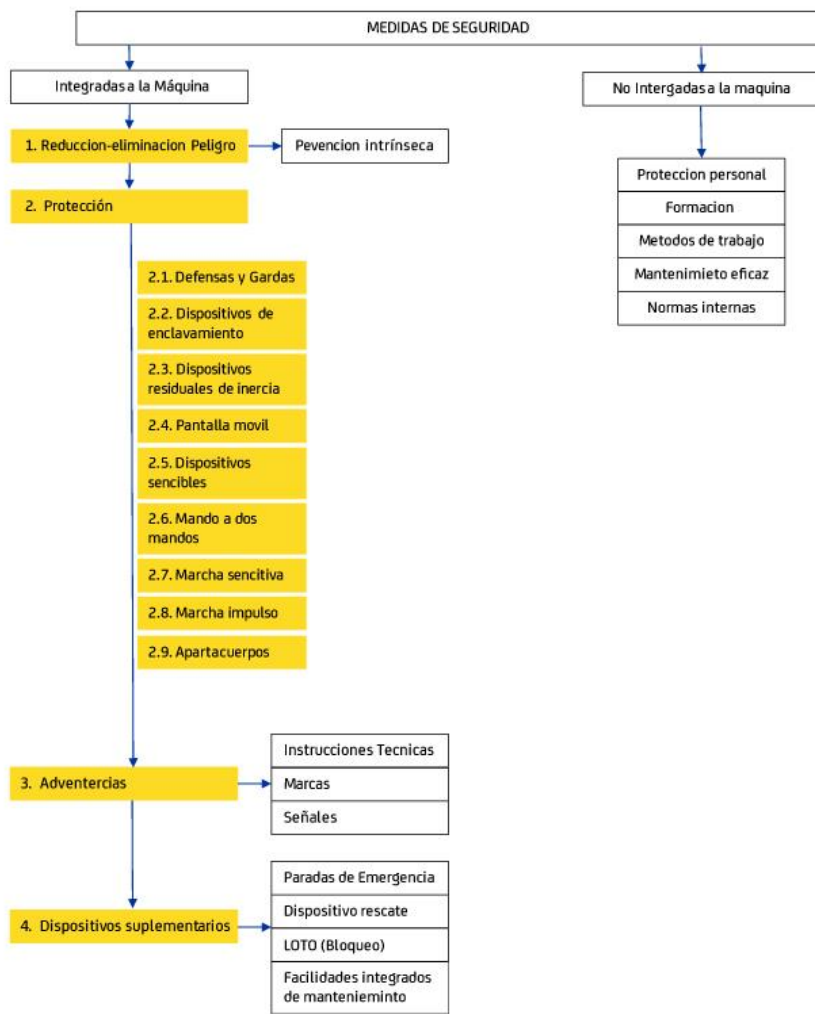 MEDIDAS DE SEGURIDAD
Integradas a la Máquina
No Intergadas a la maquina
1. Reduccion-eliminacion Peligro
Pevencion intrínseca
2. Protección
Proteccion personal
Formacion
Metodos de trabajo
Mantenimieto eficaz
Normas internas
2.1. Defensas y Gardas
2.2. Dispositivos de
enclavamiento
2.3. Dispositivos
residuales de inercia
2.4. Pantalla movil
2.5. Dispositivos
sencibles
2.6. Mando a dos
mandos
2.7. Marcha sencitiva
2.8. Marcha impulso
2.9. Apartacuerpos
3. Adventercias
Instrucciones Tecnicas
Marcas
Señales
4. Dispositivos suplementarios
Paradas de Emergencia
Dispositivo rescate
LOTO (Bloqueo)
Facilidades integrados
de mantenieminto